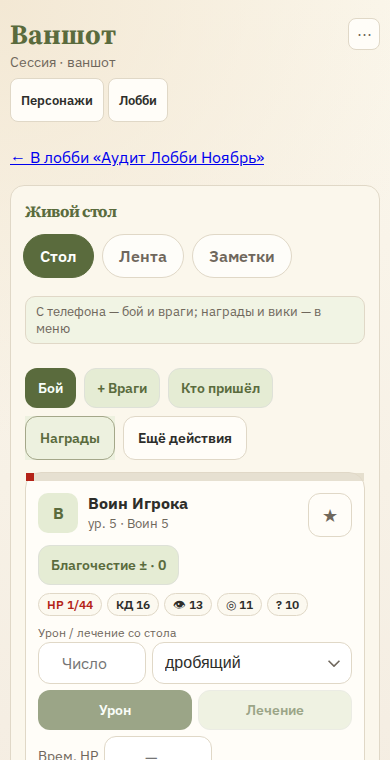 Ваншот
...
Сессия · ваншот
Персонажи Лобби
← В лобби «Аудит Лобби Ноябрь»
Живой стол
Стол Лента Заметки
С телефона — бой и враги; награды и вики — в
меню
Бой + Враги Кто пришёл
Награды Ещё действия
В Воин Игрока ★
ур. 5 · Воин 5
Благочестие ± · 0
HP 1/44 КД 16 👁 13 ◎ 11 ? 10
Урон / лечение со стола
Число дробящий
Урон Лечение
Врем. HP —